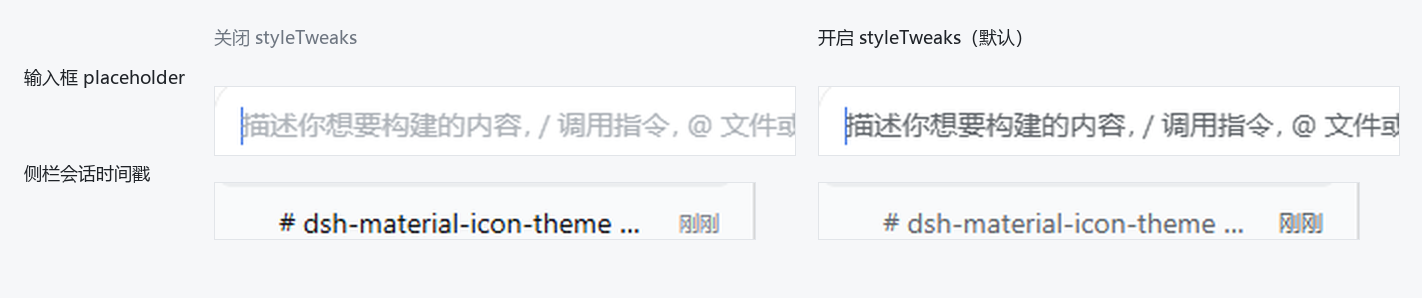 关闭 styleTweaks
开启 styleTweaks（默认）
输入框 placeholder
描述你想要构建的内容, / 调用指令, @ 文件或
描述你想要构建的内容, / 调用指令, @ 文件或
侧栏会话时间戳
# dsh-material-icon-theme ... 刚刚
# dsh-material-icon-theme ... 刚刚